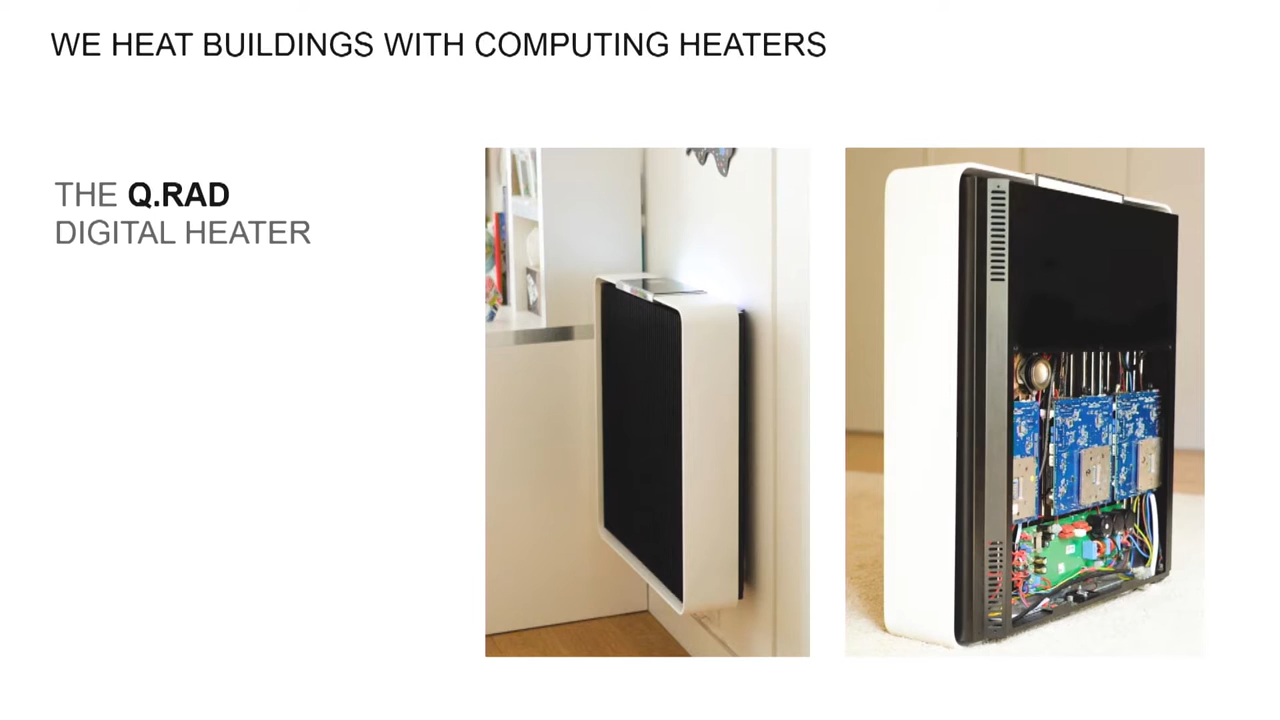 WE HEAT BUILDINGS WITH COMPUTING HEATERS
THE Q.RAD
DIGITAL HEATER